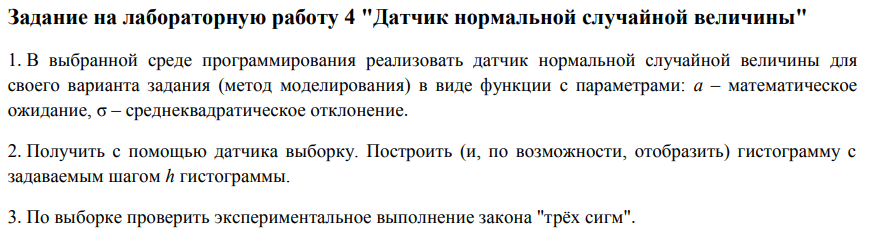 Задание на лабораторную работу 4 "Датчик нормальной случайной величины"
1. В выбранной среде программирования реализовать датчик нормальной случайной величины для
своего варианта задания (метод моделирования) в виде функции с параметрами: a – математическое
ожидание, σ – среднеквадратическое отклонение.
2. Получить с помощью датчика выборку. Построить (и, по возможности, отобразить) гистограмму с
задаваемым шагом h гистограммы.
3. По выборке проверить экспериментальное выполнение закона "трёх сигм".